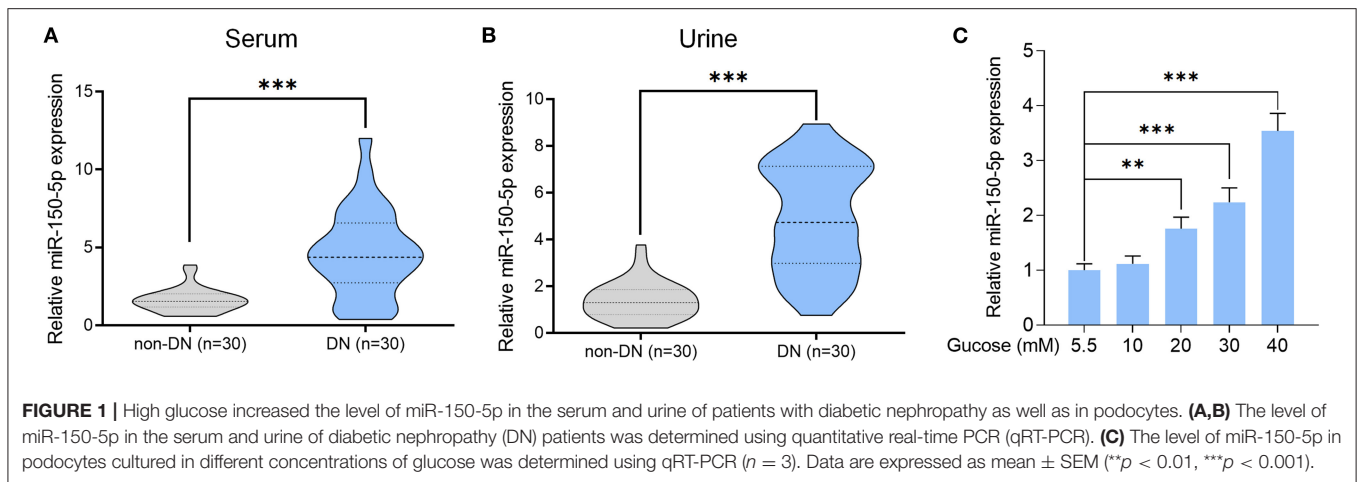 A
Serum
***
Relative miR-150-5p expression
15
10
5
0
non-DN (n=30)
DN (n=30)
B
Urine
***
Relative miR-150-5p expression
10
8
6
4
2
0
non-DN (n=30)
DN (n=30)
C
Relative miR-150-5p expression
5
4
3
2
1
0
***
***
**
Gucose (mM) 5.5 10 20 30 40
FIGURE 1 | High glucose increased the level of miR-150-5p in the serum and urine of patients with diabetic nephropathy as well as in podocytes. (A,B) The level of
miR-150-5p in the serum and urine of diabetic nephropathy (DN) patients was determined using quantitative real-time PCR (qRT-PCR). (C) The level of miR-150-5p in
podocytes cultured in different concentrations of glucose was determined using qRT-PCR (n = 3). Data are expressed as mean ± SEM (**p < 0.01, ***p < 0.001).